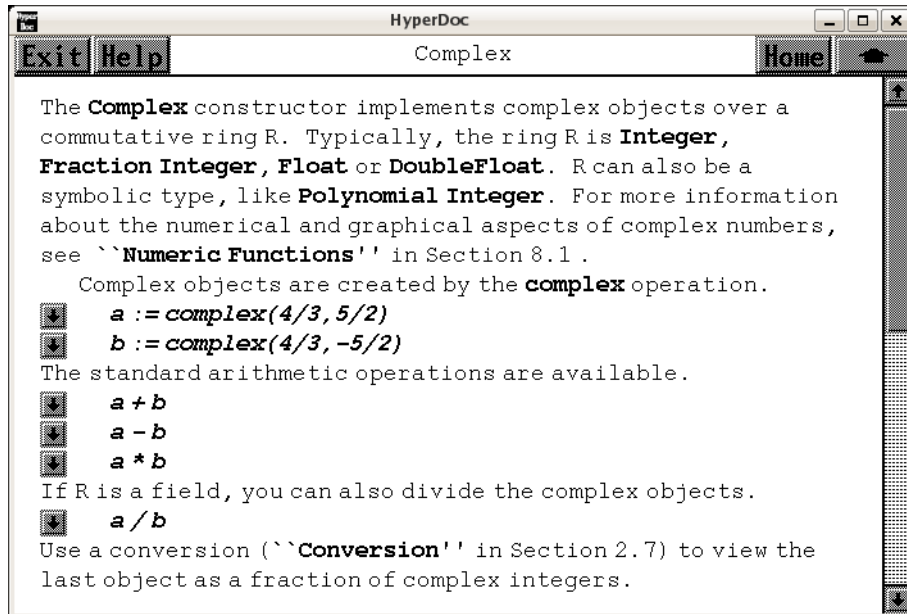 Hyper Doc
HyperDoc
Exit Help Complex Home
The Complex constructor implements complex objects over a
commutative ring R. Typically, the ring R is Integer,
Fraction Integer, Float or DoubleFloat. R can also be a
symbolic type, like Polynomial Integer. For more information
about the numerical and graphical aspects of complex numbers,
see ``Numeric Functions'' in Section 8.1 .
Complex objects are created by the complex operation.
a := complex(4/3,5/2)
b := complex(4/3,-5/2)
The standard arithmetic operations are available.
a + b
a - b
a * b
If R is a field, you can also divide the complex objects.
a / b
Use a conversion (``Conversion'' in Section 2.7) to view the
last object as a fraction of complex integers.